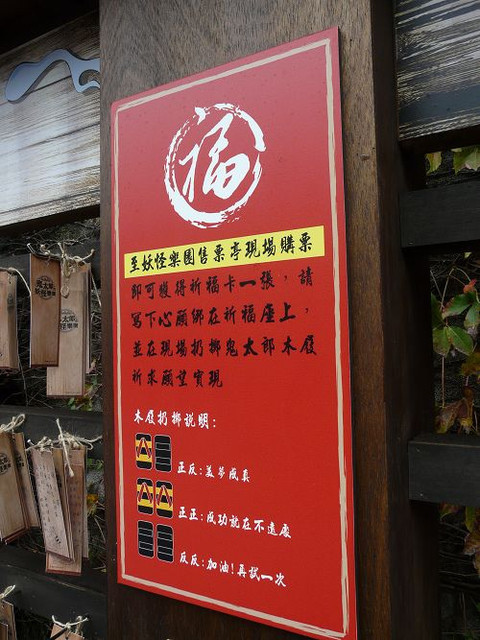 福
至妖怪樂園售票亭現場購票
即可獲得祈福卡一張，請
寫下心願綁在祈福座上，
並在現場扔擲鬼太郎木屐
祈求願望實現
木屐扔擲說明：
正反：美夢成真
正正：成功就在不遠處
反反：加油！再試一次